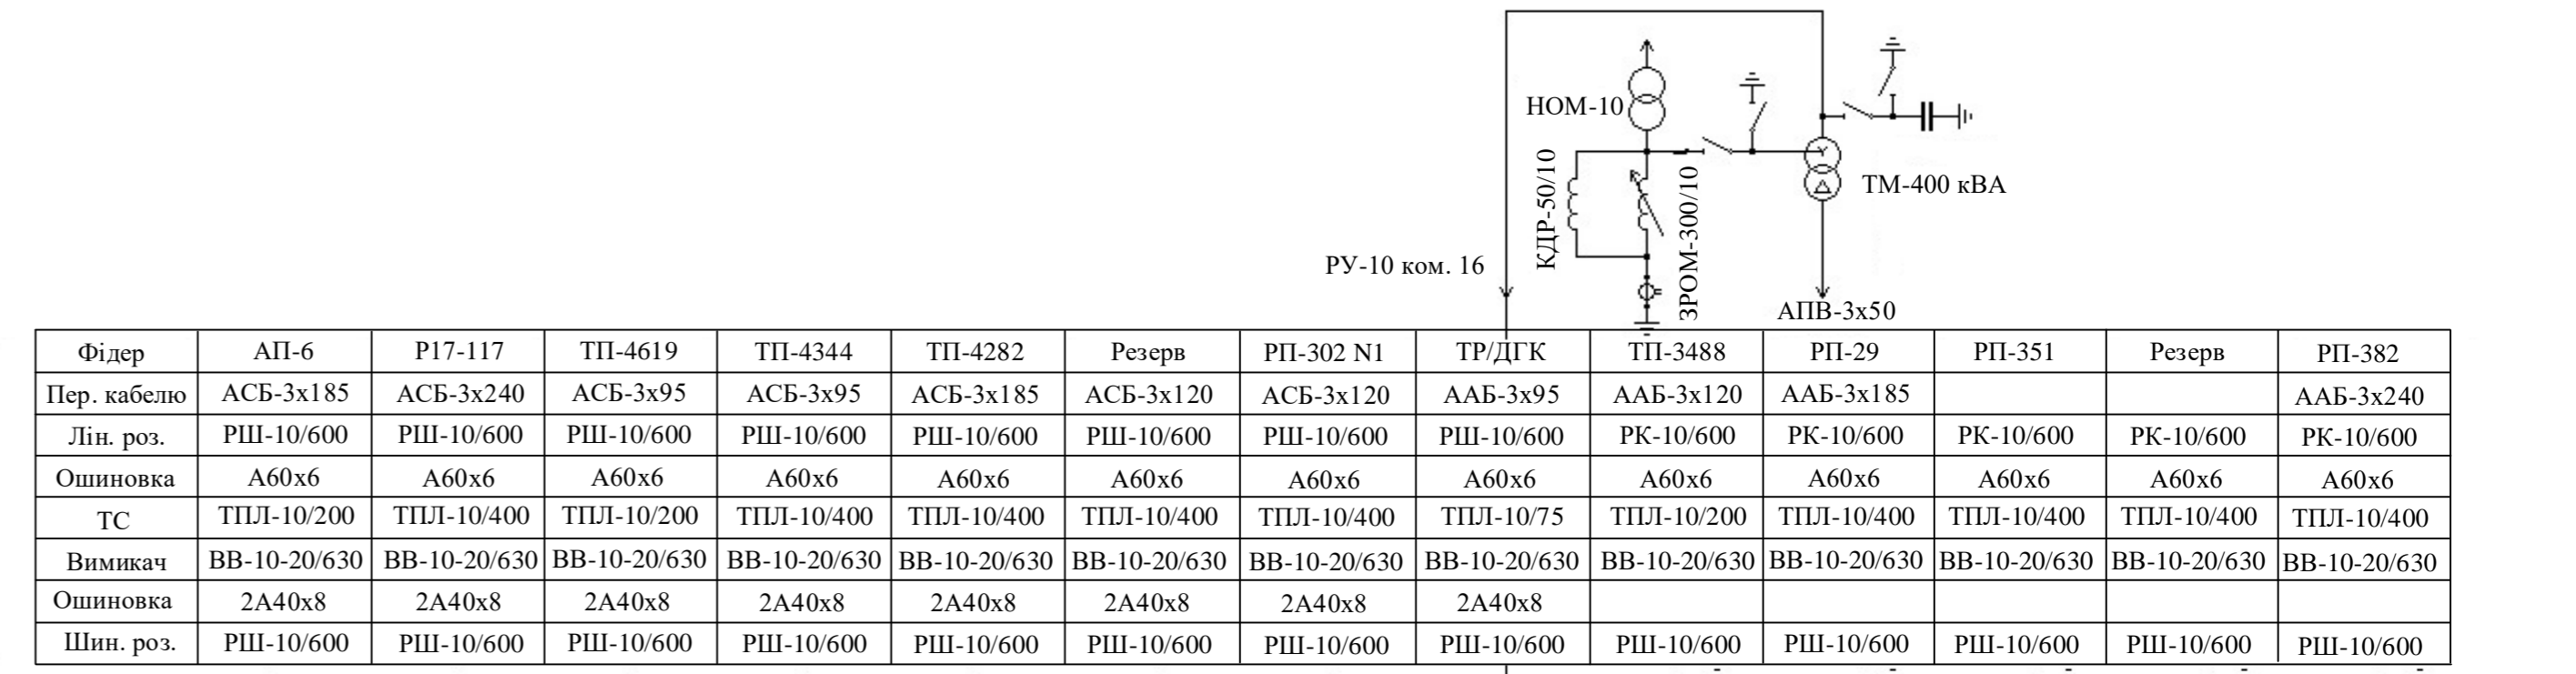 НОМ-10
КДР-50/10
ЗРОМ-300/10
ТМ-400 кВА
РУ-10 ком. 16
АПВ-3х50
Фідер АП-6 Р17-117 ТП-4619 ТП-4344 ТП-4282 Резерв РП-302 N1 ТР/ДГК ТП-3488 РП-29 РП-351 Резерв РП-382
Пер. кабелю АСБ-3х185 АСБ-3х240 АСБ-3х95 АСБ-3х95 АСБ-3х185 АСБ-3х120 АСБ-3х120 ААБ-3х95 ААБ-3х120 ААБ-3х185 ААБ-3х240
Лін. роз. РШ-10/600 РШ-10/600 РШ-10/600 РШ-10/600 РШ-10/600 РШ-10/600 РШ-10/600 РШ-10/600 РК-10/600 РК-10/600 РК-10/600 РК-10/600 РК-10/600
Ошиновка А60х6 А60х6 А60х6 А60х6 А60х6 А60х6 А60х6 А60х6 А60х6 А60х6 А60х6 А60х6 А60х6
ТС ТПЛ-10/200 ТПЛ-10/400 ТПЛ-10/200 ТПЛ-10/400 ТПЛ-10/400 ТПЛ-10/400 ТПЛ-10/400 ТПЛ-10/75 ТПЛ-10/200 ТПЛ-10/400 ТПЛ-10/400 ТПЛ-10/400 ТПЛ-10/400
Вимикач ВВ-10-20/630 ВВ-10-20/630 ВВ-10-20/630 ВВ-10-20/630 ВВ-10-20/630 ВВ-10-20/630 ВВ-10-20/630 ВВ-10-20/630 ВВ-10-20/630 ВВ-10-20/630 ВВ-10-20/630 ВВ-10-20/630 ВВ-10-20/630
Ошиновка 2А40х8 2А40х8 2А40х8 2А40х8 2А40х8 2А40х8 2А40х8 2А40х8
Шин. роз. РШ-10/600 РШ-10/600 РШ-10/600 РШ-10/600 РШ-10/600 РШ-10/600 РШ-10/600 РШ-10/600 РШ-10/600 РШ-10/600 РШ-10/600 РШ-10/600 РШ-10/600